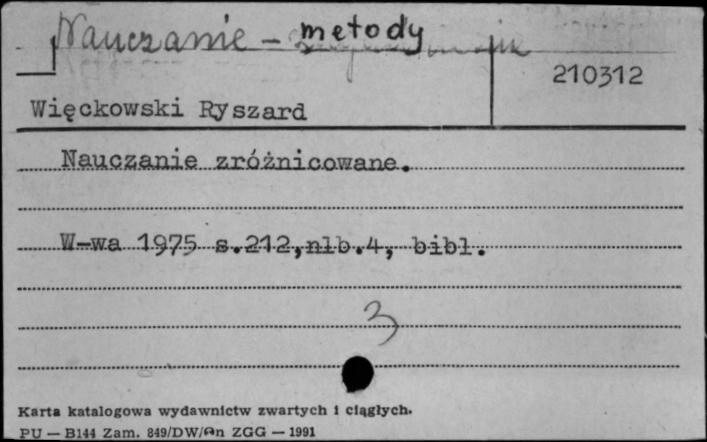 Nauczanie - metody
210312
Więckowski Ryszard
Nauczanie zróżnicowane.
W-wa 1975 s.212,nlb.4, bibl.
3
Karta katalogowa wydawnictw zwartych i ciągłych.
PU — B144 Zam. 849/DW/An ZGG — 1991